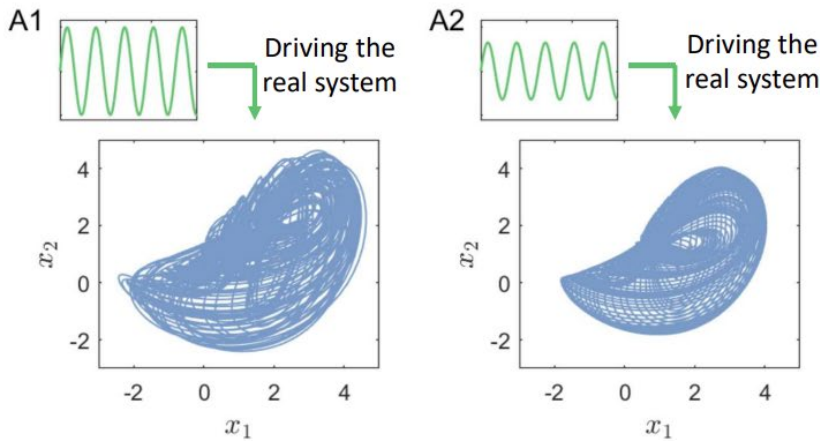 A1
Driving the
real system
4
2
0
-2
x₂
-2 0 2 4
x₁
A2
Driving the
real system
4
2
0
-2
x₂
-2 0 2 4
x₁